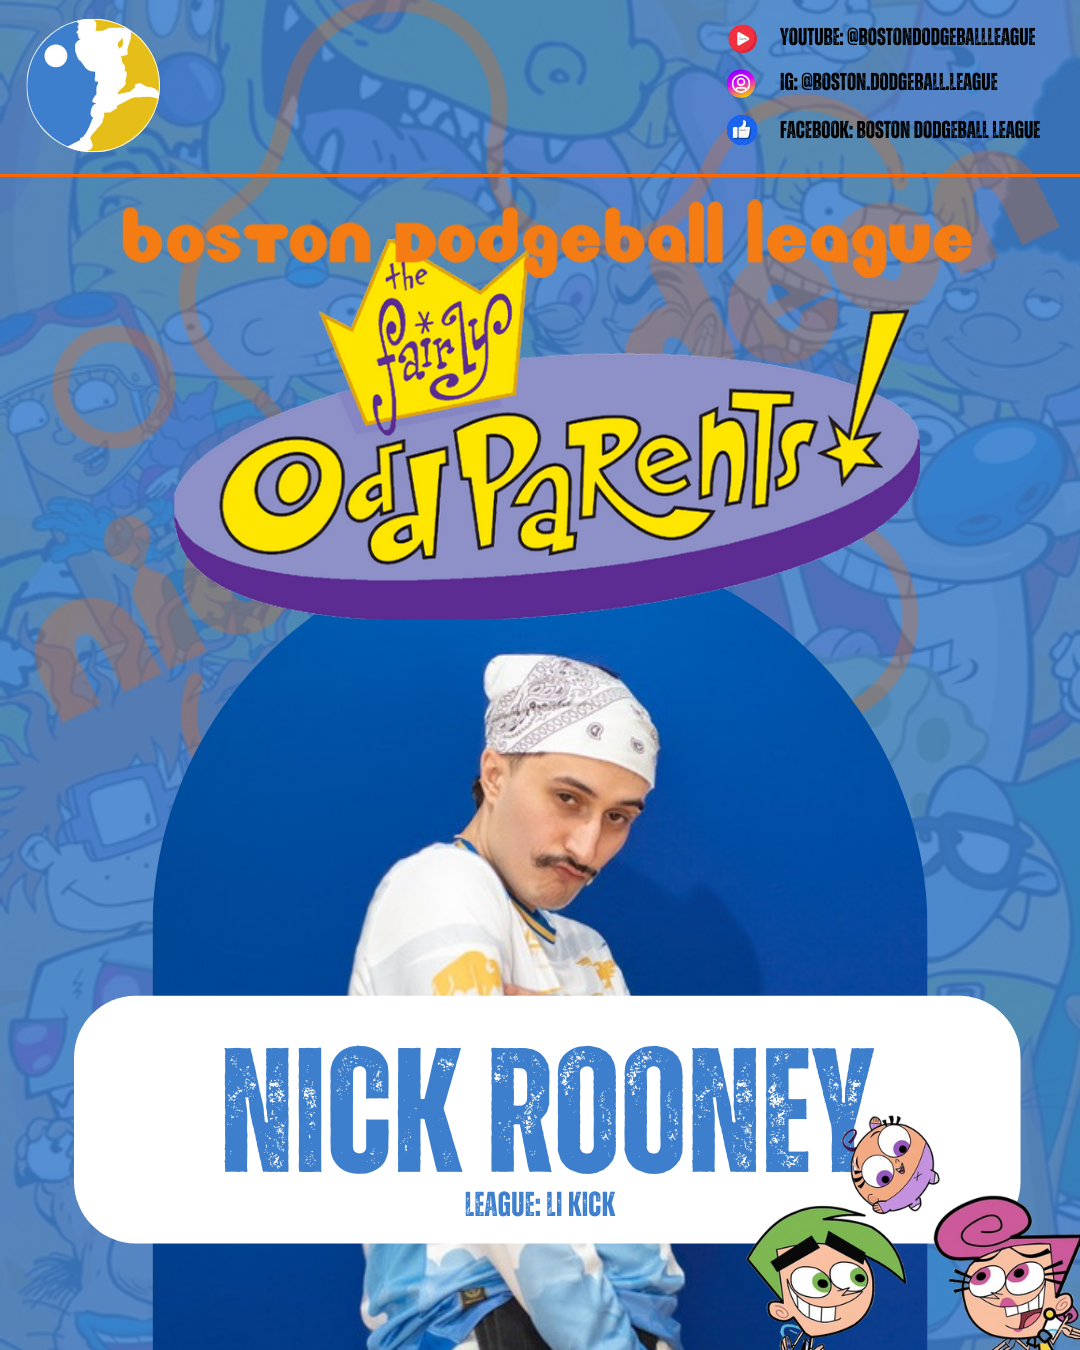 YOUTUBE: @BOSTONDODGEBALLLEAGUE
IG: @BOSTON.DODGEBALL.LEAGUE
FACEBOOK: BOSTON DODGEBALL LEAGUE
boston Dodgeball league
the
fairly
OddParents!
nickelodeon
NICK ROONEY
LEAGUE: LI KICK